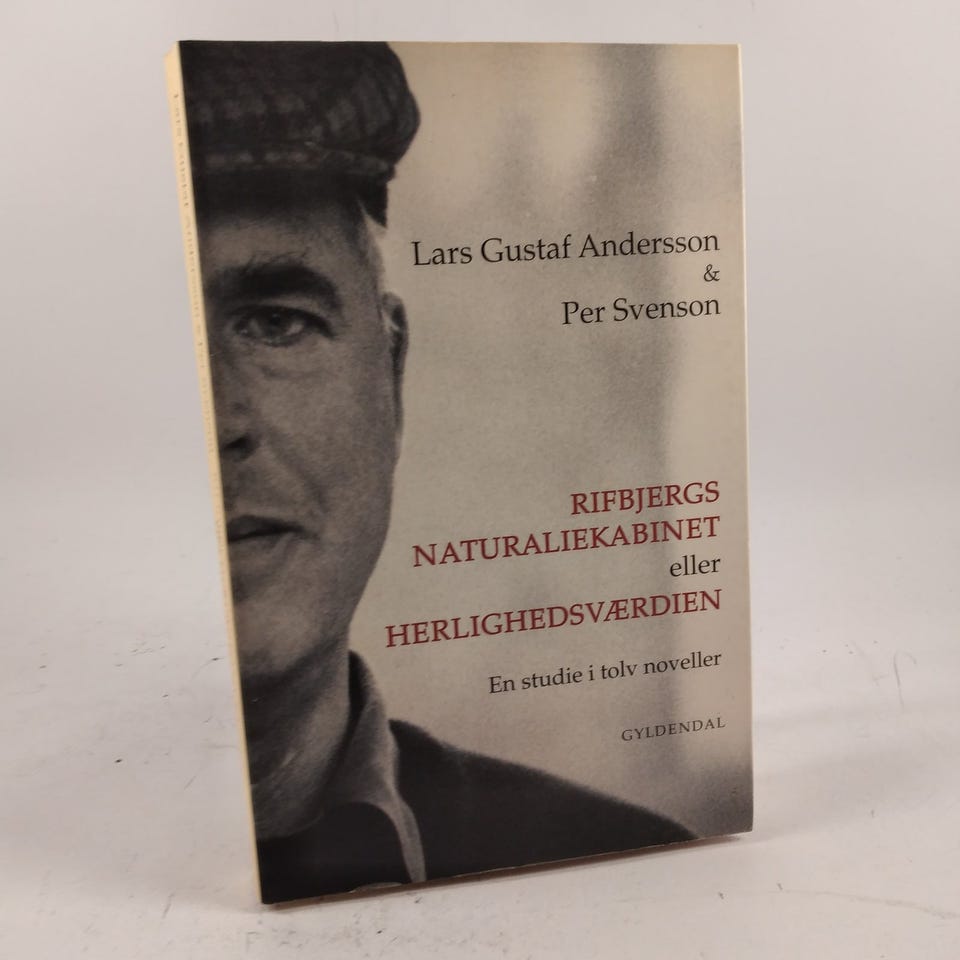 Lars Gustaf Andersson
&
Per Svenson
RIFBJERGS
NATURALIEKABINET
eller
HERLIGHEDSVÆRDIEN
En studie i tolv noveller
GYLDENDAL